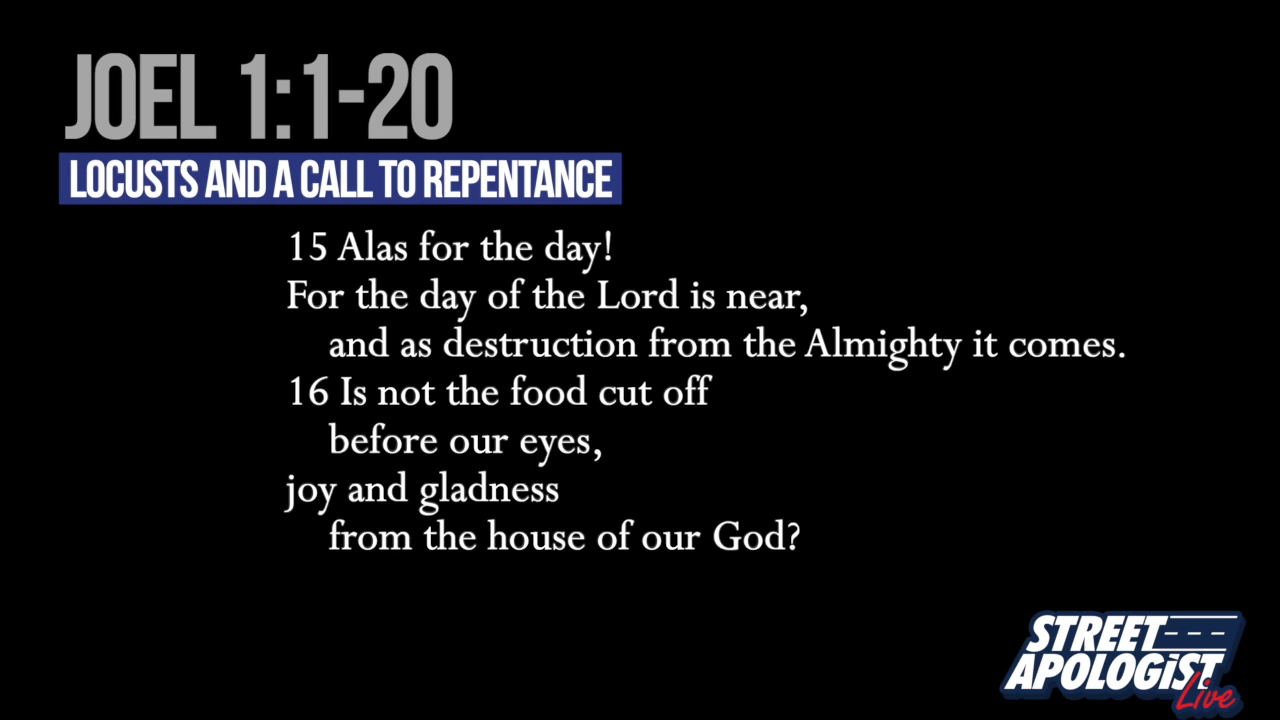 JOEL 1:1-20
LOCUSTS AND A CALL TO REPENTANCE
15 Alas for the day!
For the day of the Lord is near,
and as destruction from the Almighty it comes.
16 Is not the food cut off
before our eyes,
joy and gladness
from the house of our God?
STREET
APOLOGIST
Live